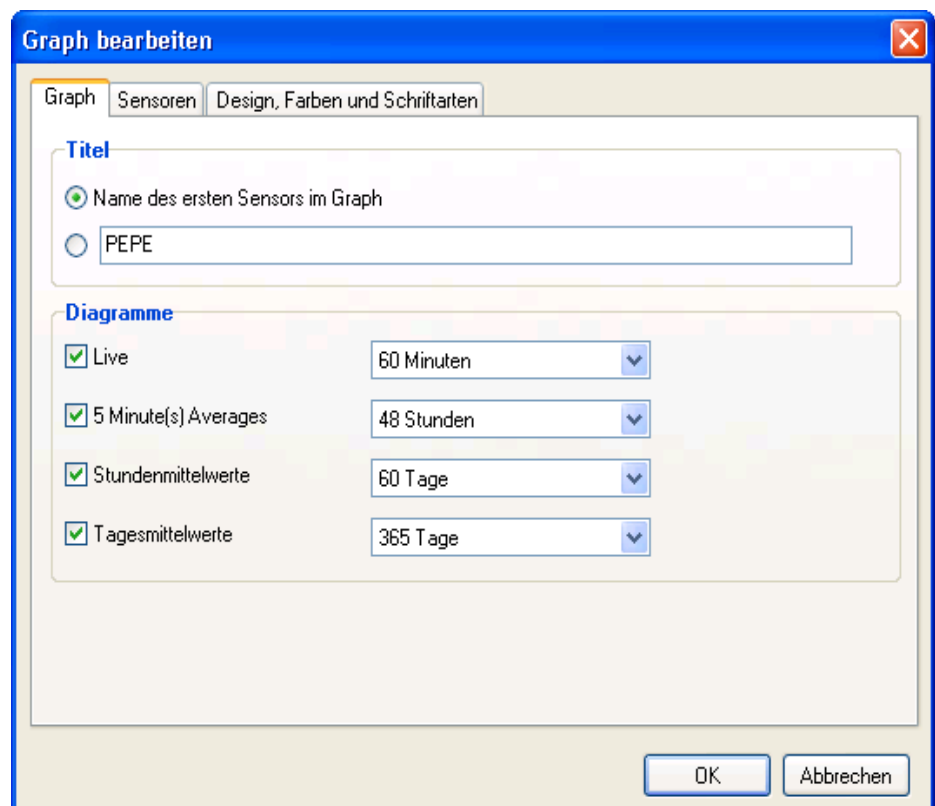 Graph bearbeiten
Graph Sensoren Design, Farben und Schriftarten
Titel
Name des ersten Sensors im Graph
PEPE
Diagramme
Live 60 Minuten
5 Minute(s) Averages 48 Stunden
Stundenmittelwerte 60 Tage
Tagesmittelwerte 365 Tage
OK Abbrechen